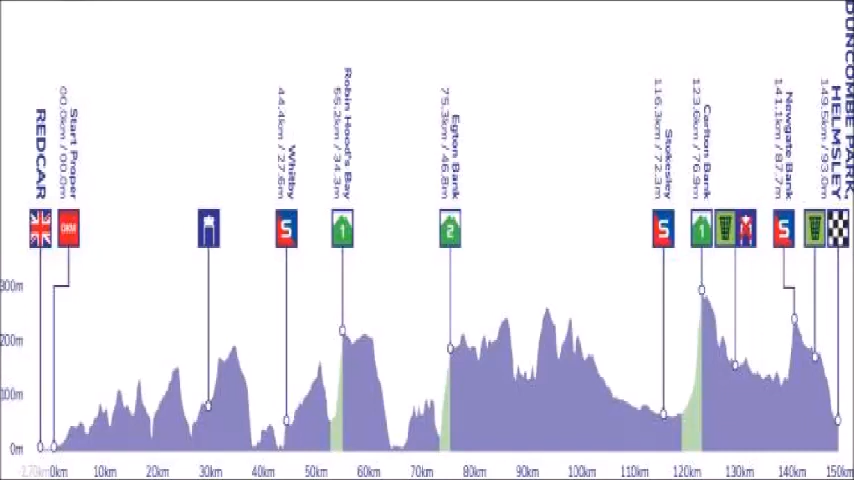 REDCAR
Start Proper
00.0km / 00.0m
Whitby
44.4km / 27.6m
Robin Hood's Bay
55.2km / 34.3m
Egton Bank
75.3km / 46.8m
Stokesley
116.3km / 72.3m
Carlton Bank
123.6km / 76.9m
Newgate Bank
141.1km / 87.7m
DUNCOMBE PARK,
HELMSLEY
149.5km / 93.0m
0KM
S
1
2
S
1
S
300m
200m
100m
0m
0km 10km 20km 30km 40km 50km 60km 70km 80km 90km 100km 110km 120km 130km 140km 150km